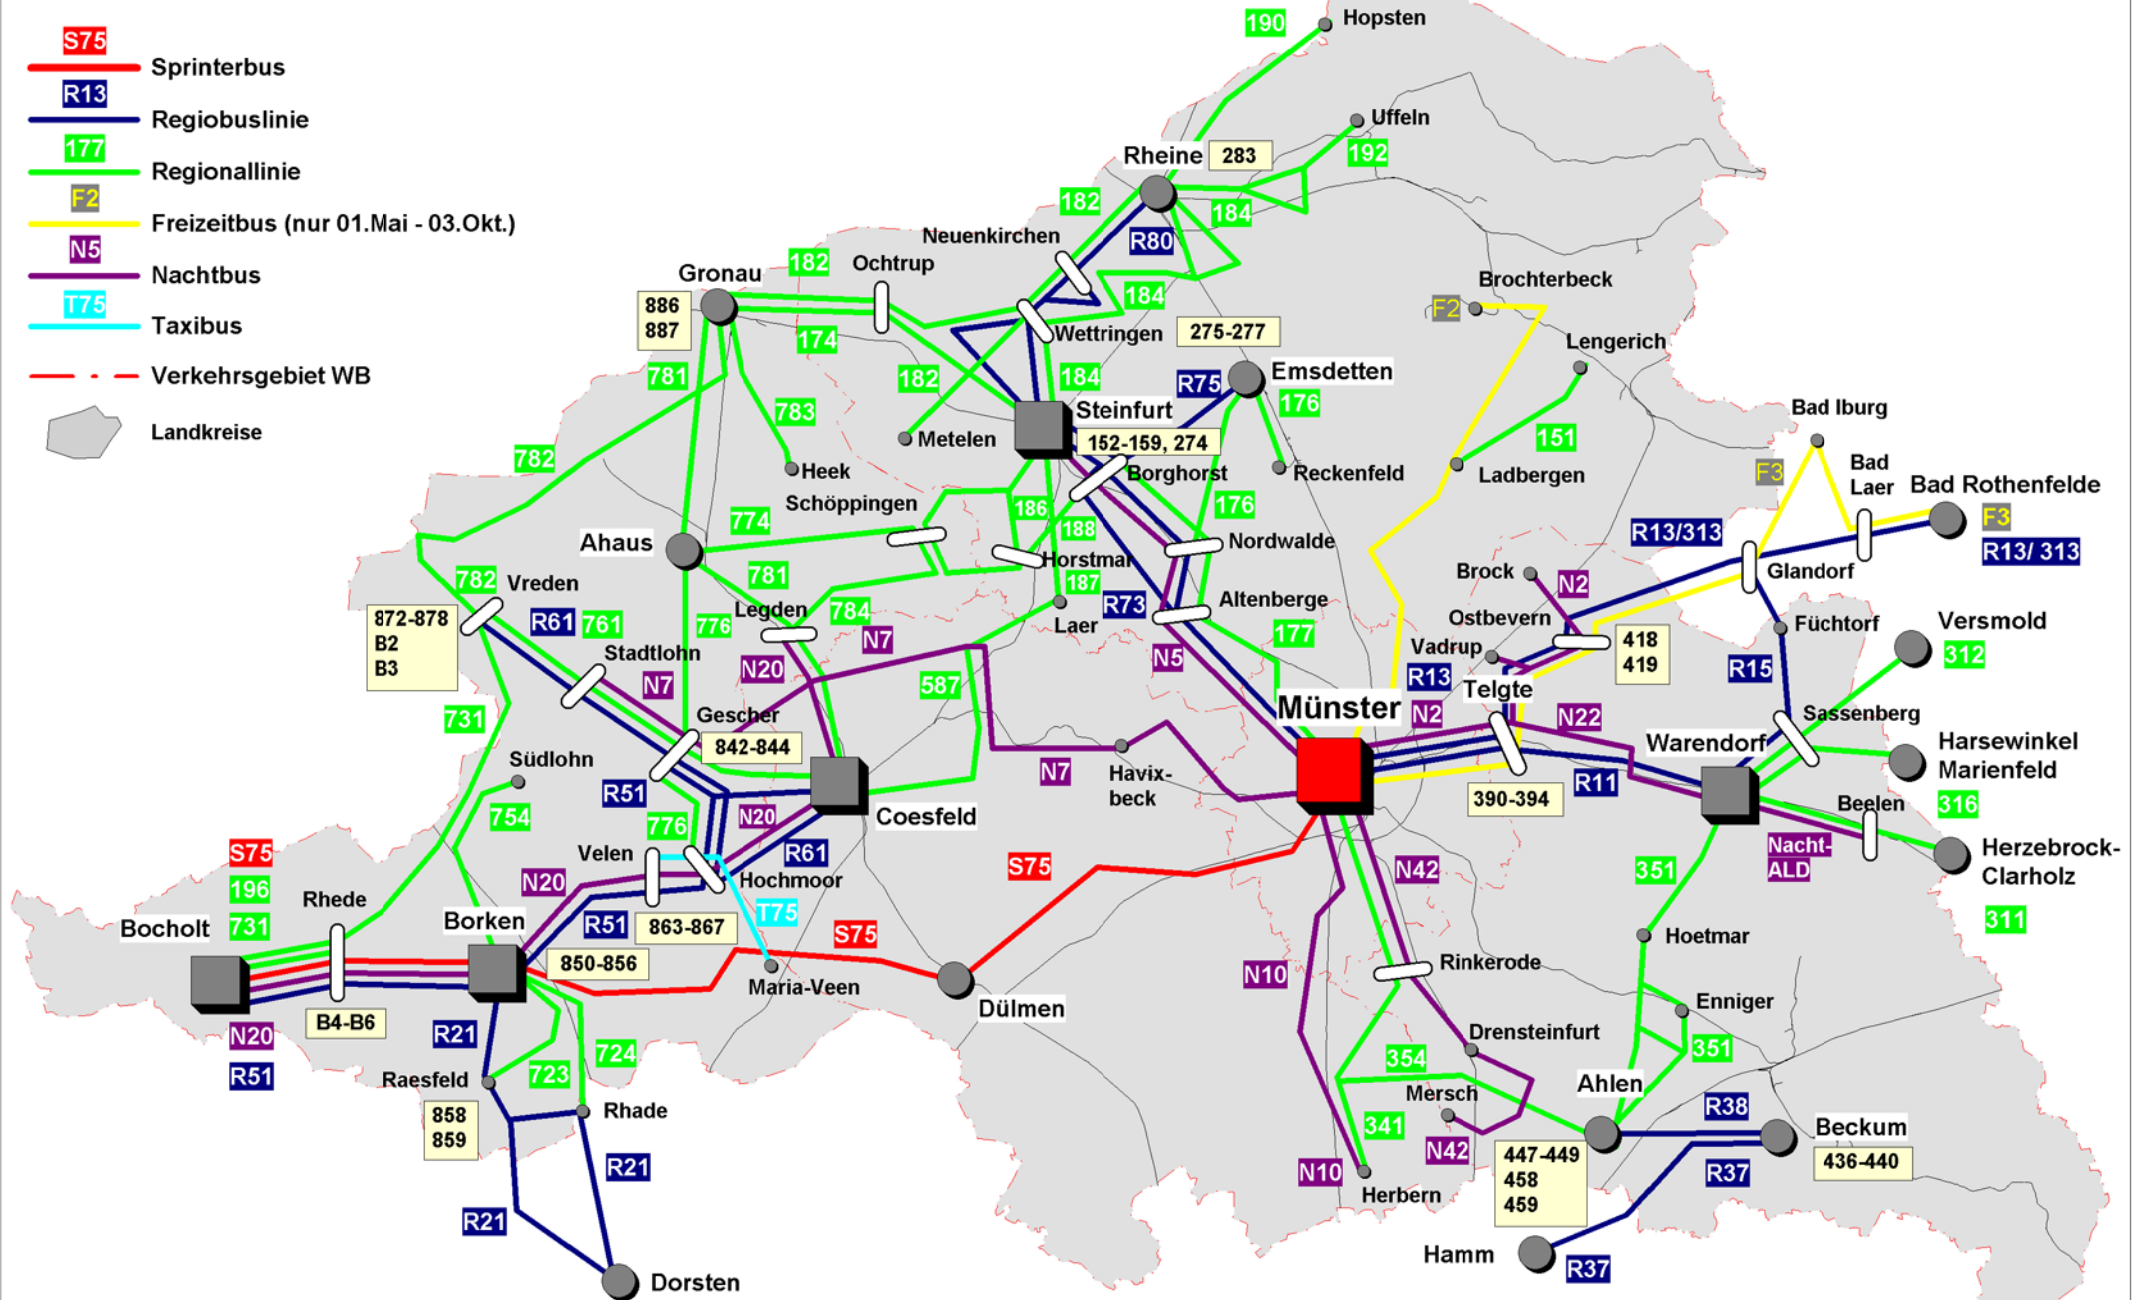 S75
Sprinterbus
R13
Regiobuslinie
177
Regionallinie
F2
Freizeitbus (nur 01.Mai - 03.Okt.)
N5
Nachtbus
T75
Taxibus
Verkehrsgebiet WB
Landkreise
190
Hopsten
Uffeln
192
Rheine
283
182
184
R80
Neuenkirchen
182
Ochtrup
Gronau
886
887
174
184
Wettringen
275-277
Brochterbeck
F2
Lengerich
781
182
184
R75
Emsdetten
176
783
Steinfurt
152-159, 274
Metelen
Bad Iburg
151
Borghorst
Reckenfeld
Ladbergen
F3
Bad
Laer
Bad Rothenfelde
F3
R13/ 313
782
Heek
Schöppingen
186
176
774
188
R13/313
Ahaus
Nordwalde
Horstmar
Glandorf
782
Vreden
781
187
Brock
N2
872-878
B2
B3
R61
761
Legden
784
R73
Altenberge
Laer
Ostbevern
Füchtorf
Versmold
312
776
N7
177
Vadrup
418
419
Stadtlohn
N20
N5
R15
N7
587
R13
Telgte
731
Gescher
842-844
Münster
N2
N22
Sassenberg
Warendorf
Harsewinkel
Marienfeld
316
Südlohn
N7
Havix-
beck
R11
390-394
Beelen
R51
754
776
N20
Coesfeld
Nacht-
ALD
Herzebrock-
Clarholz
311
S75
196
731
Velen
R61
S75
N42
351
Rhede
N20
Hochmoor
Bocholt
Borken
R51
863-867
T75
S75
Hoetmar
850-856
Maria-Veen
Dülmen
N10
Rinkerode
Enniger
N20
R51
B4-B6
R21
724
723
Drensteinfurt
351
354
Raesfeld
Mersch
Ahlen
858
859
Rhade
341
N42
R38
Beckum
436-440
R21
N10
447-449
458
459
R37
Herbern
R21
Hamm
R37
Dorsten